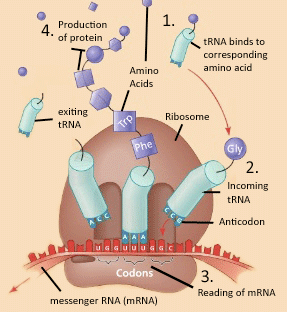 4. Production
of protein
1.
tRNA binds to
corresponding
amino acid
Amino
Acids
exiting
tRNA
Ribosome
Trp
Phe
Gly
2.
Incoming
tRNA
Anticodon
A C C
A A A
C C G
U G G U U U G G C
Codons
3.
Reading of mRNA
messenger RNA (mRNA)